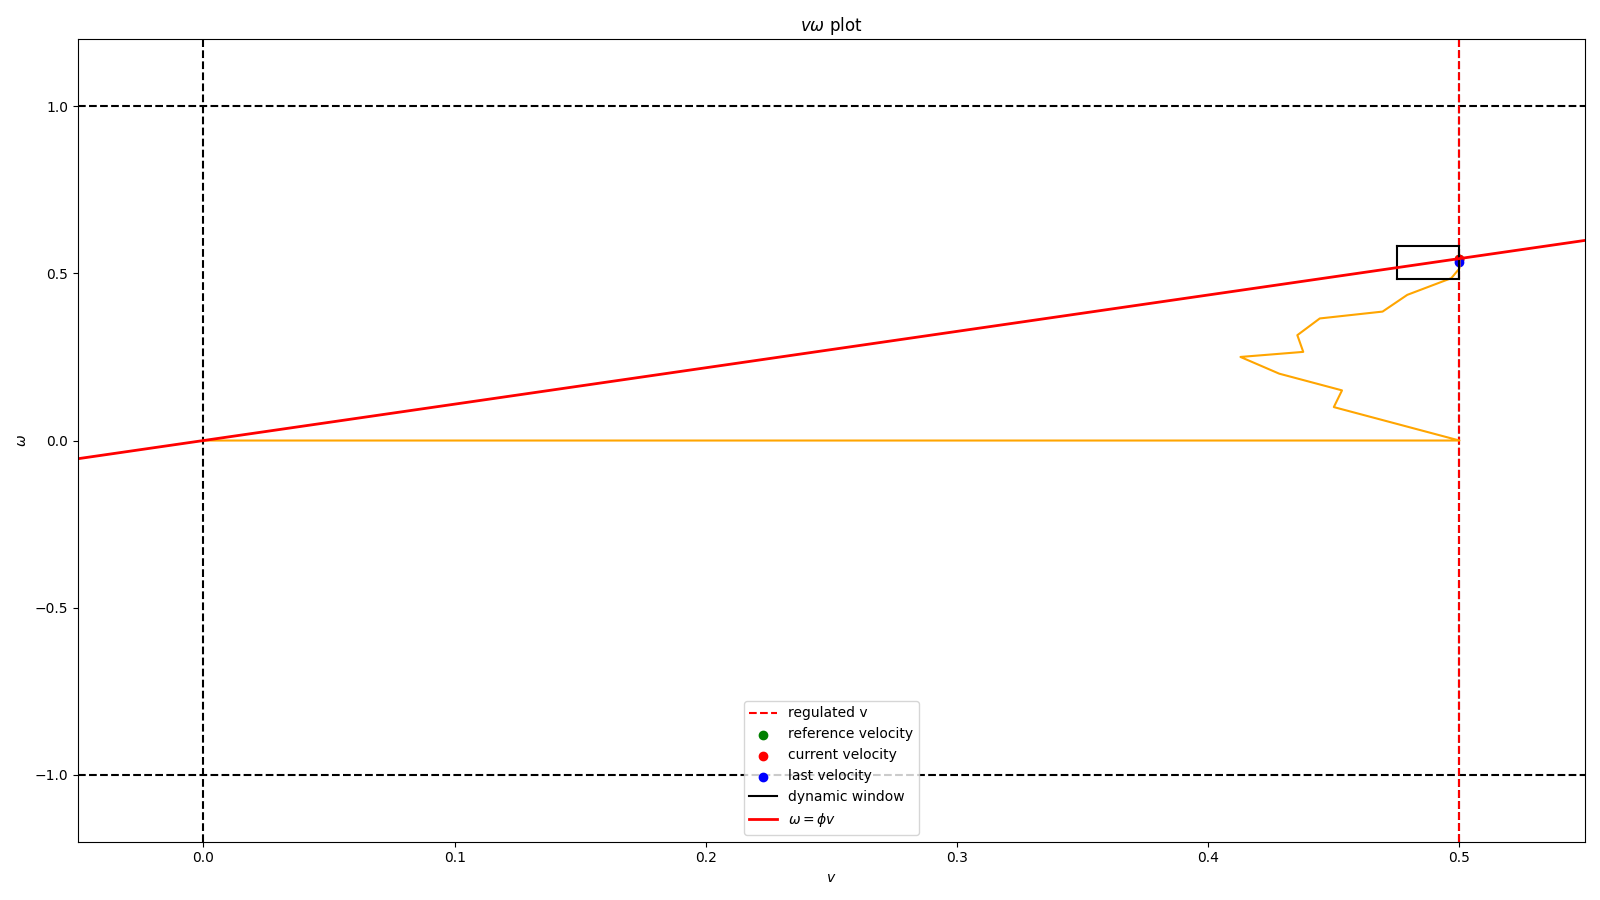 vω plot
1.0
0.5
0.0
−0.5
−1.0
ω
0.0
0.1
0.2
0.3
0.4
0.5
v
regulated v
reference velocity
current velocity
last velocity
dynamic window
ω = ϕv